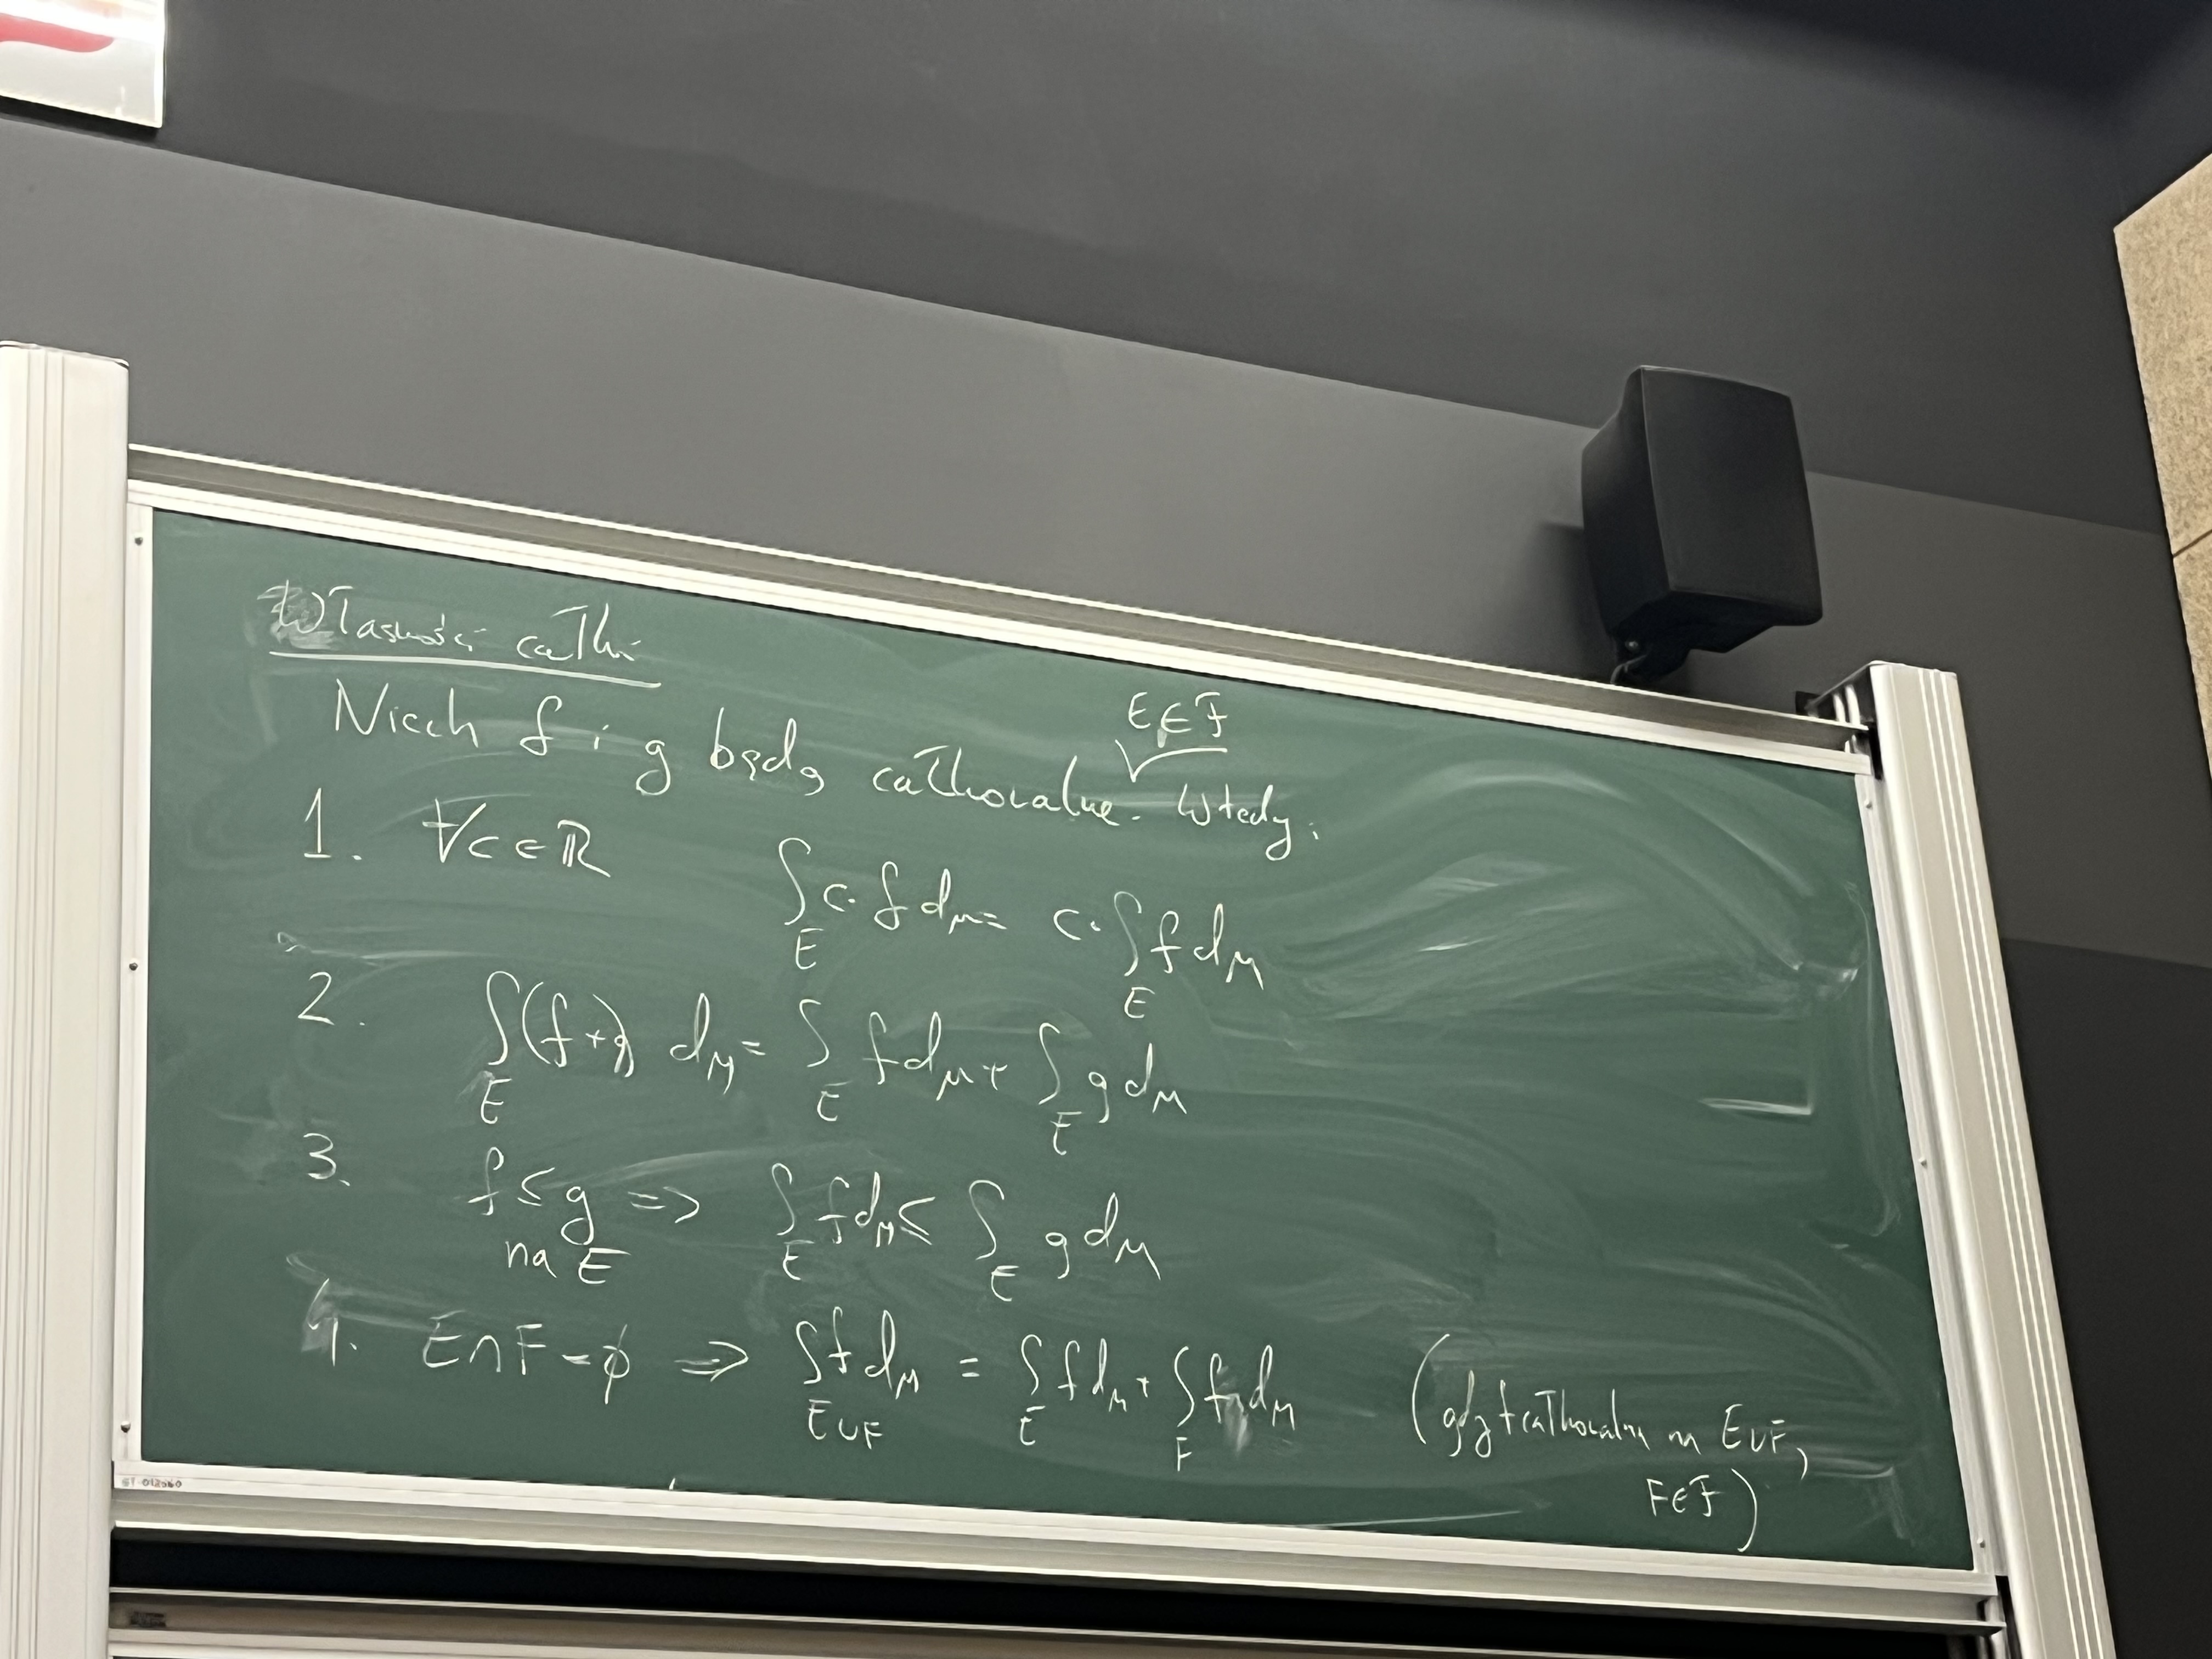 Własności całki
Niech f i g będą całkowalne, E∈𝓕. Wtedy:
1. ∀c∈ℝ ∫_E c·f dμ = c·∫_E f dμ
2. ∫_E (f+g) dμ = ∫_E f dμ + ∫_E g dμ
3. f ≤ g na E => ∫_E f dμ ≤ ∫_E g dμ
4. E∩F = ∅ => ∫_{E∪F} f dμ = ∫_E f dμ + ∫_F f dμ (gdy f całkowalna na E∪F,
F∈𝓕)